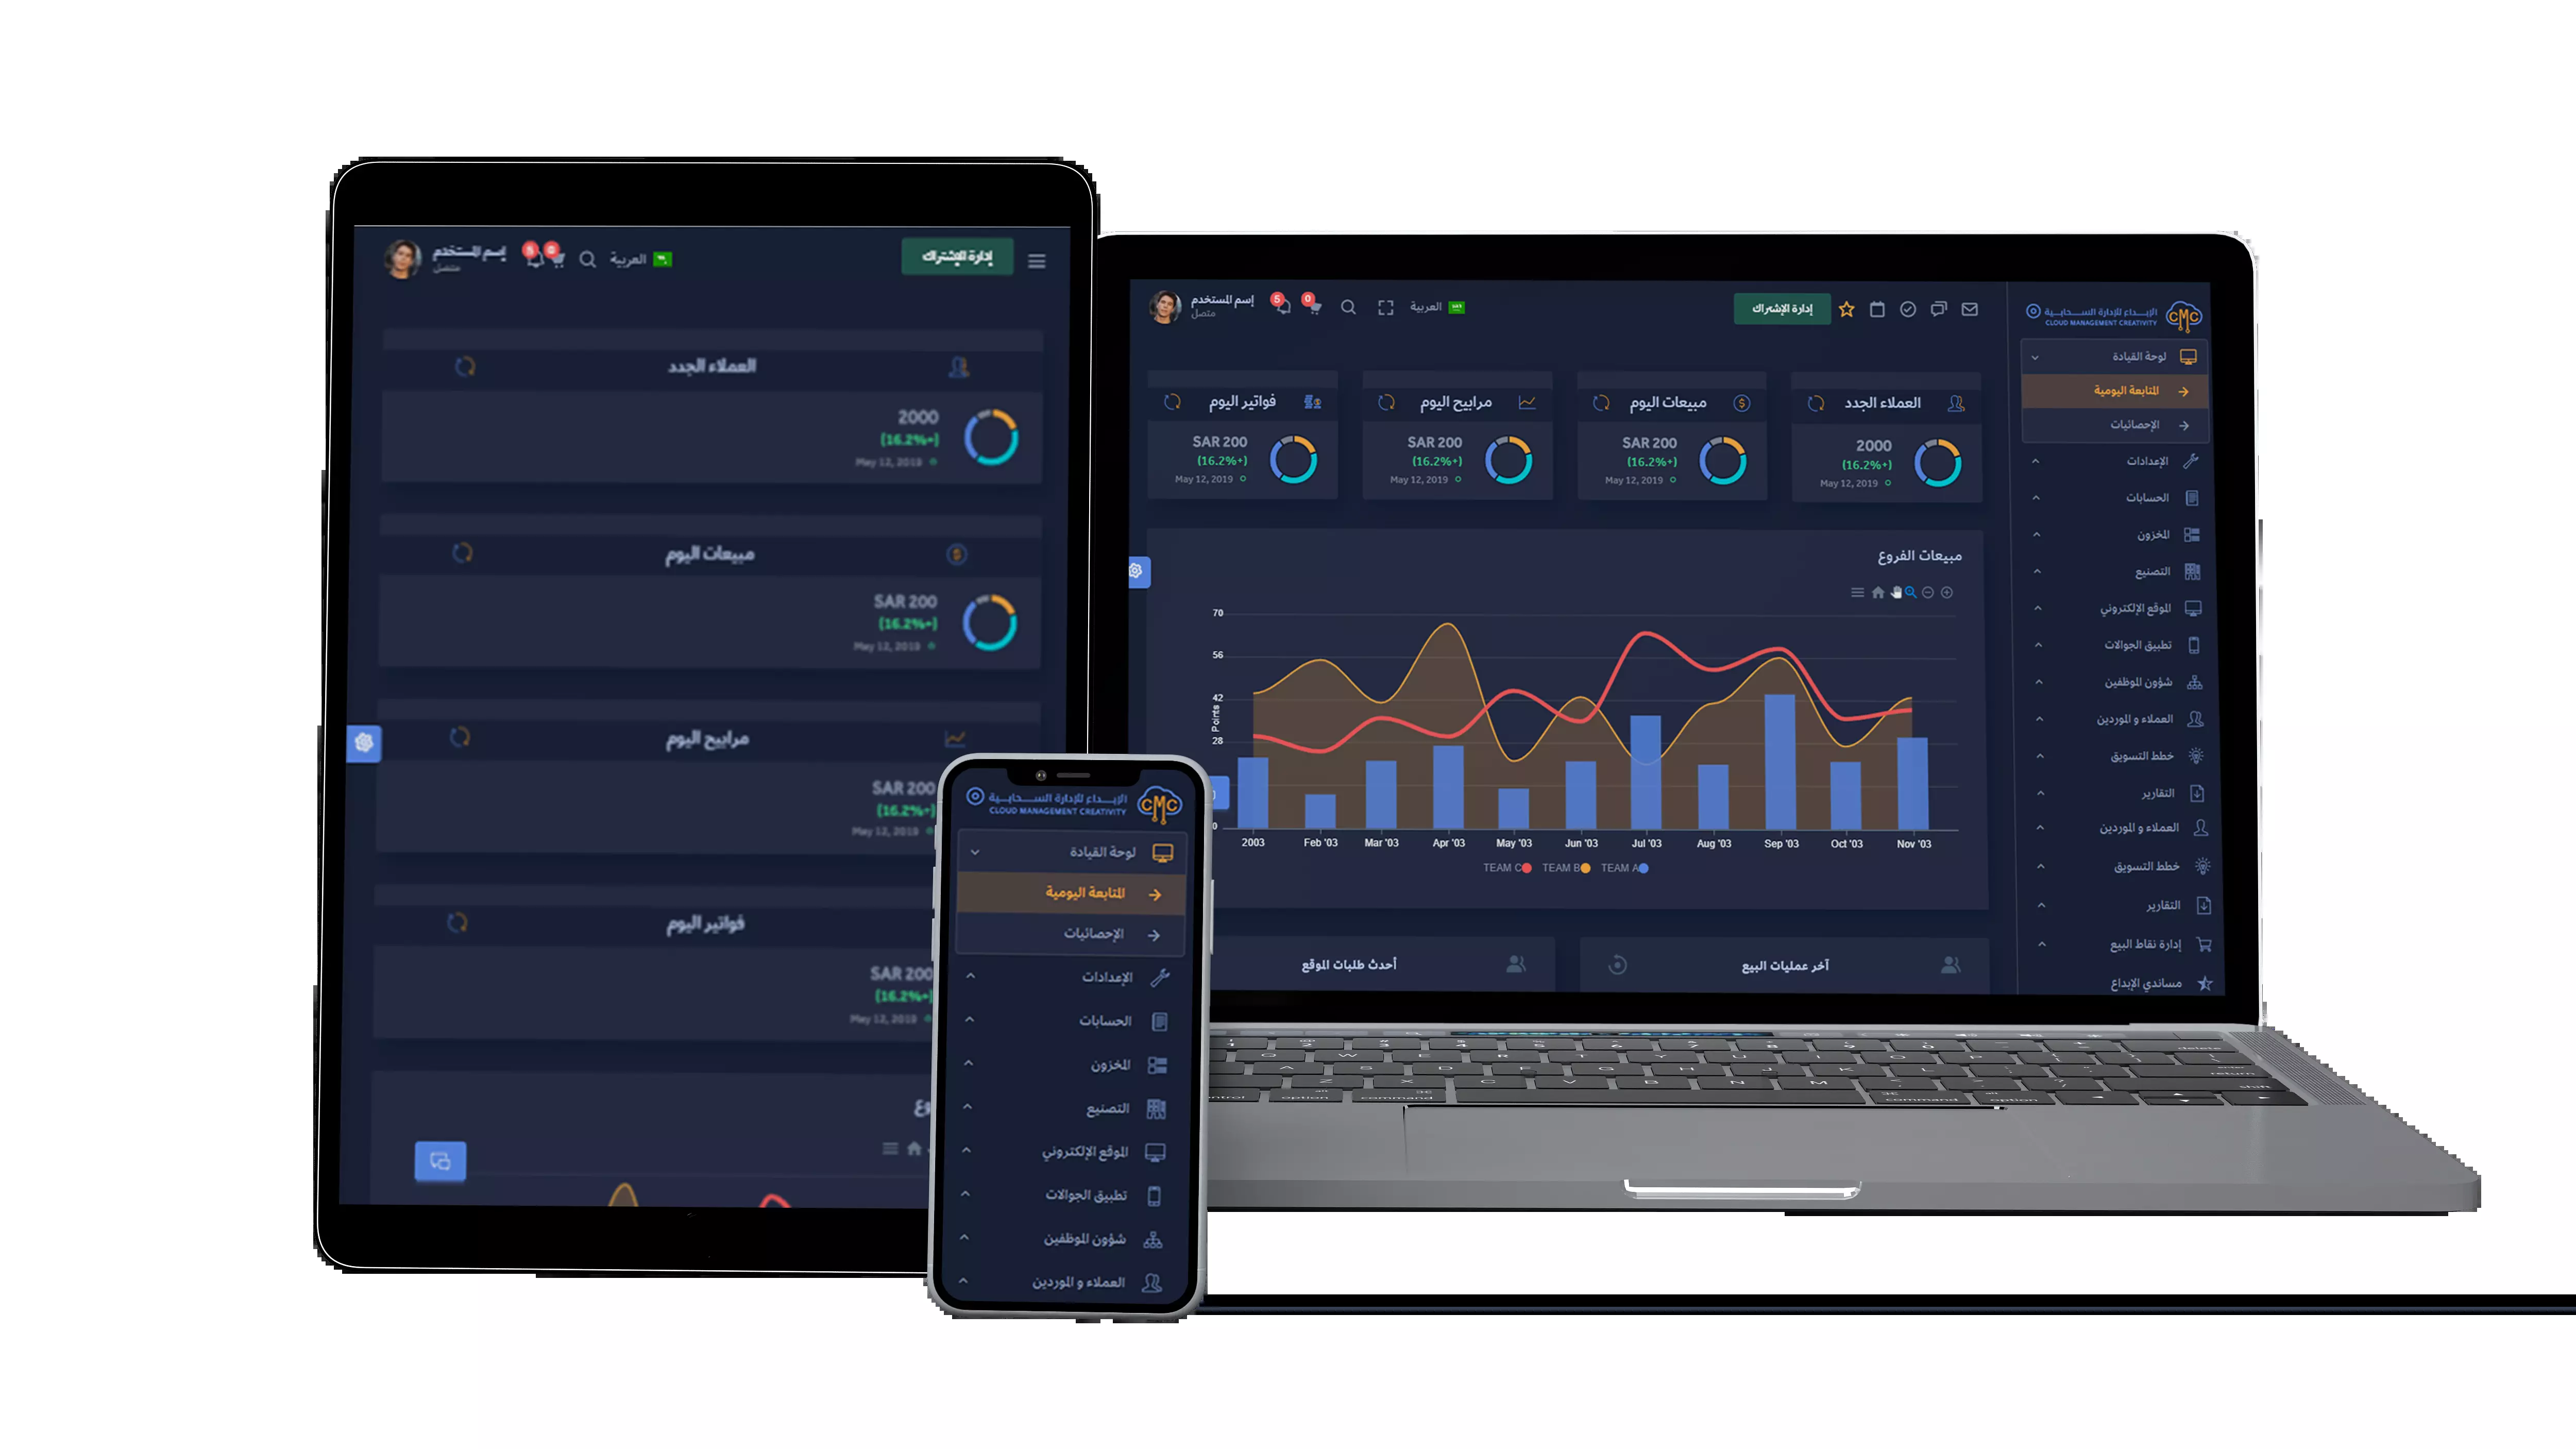 إسم المستخدم
متصل
5
0
العربية
إدارة الإشتراك
العملاء الجدد
2000
(16.2%+)
May 12, 2019
مبيعات اليوم
SAR 200
(16.2%+)
May 12, 2019
مرابيح اليوم
SAR 200
(16.2%+)
May 12, 2019
فواتير اليوم
SAR 200
(16.2%+)
May 12, 2019
الإبـــداع للإدارة الســـحابـــية
CLOUD MANAGEMENT CREATIVITY
CMC
لوحة القيادة
المتابعة اليومية
الإحصائيات
الإعدادات
الحسابات
المخزون
التصنيع
الموقع الإلكتروني
تطبيق الجوالات
شؤون الموظفين
العملاء و الموردين
إسم المستخدم
متصل
5
0
العربية
إدارة الإشتراك
العملاء الجدد
2000
(16.2%+)
May 12, 2019
مبيعات اليوم
SAR 200
(16.2%+)
May 12, 2019
مرابيح اليوم
SAR 200
(16.2%+)
May 12, 2019
فواتير اليوم
SAR 200
(16.2%+)
May 12, 2019
مبيعات الفروع
70
56
42
28
0
Points
2003 Feb '03 Mar '03 Apr '03 May '03 Jun '03 Jul '03 Aug '03 Sep '03 Oct '03 Nov '03
TEAM C TEAM B TEAM A
آخر عمليات البيع
أحدث طلبات الموقع
الإبـــداع للإدارة الســـحابـــية
CLOUD MANAGEMENT CREATIVITY
CMC
لوحة القيادة
المتابعة اليومية
الإحصائيات
الإعدادات
الحسابات
المخزون
التصنيع
الموقع الإلكتروني
تطبيق الجوالات
شؤون الموظفين
العملاء و الموردين
خطط التسويق
التقارير
العملاء و الموردين
خطط التسويق
التقارير
إدارة نقاط البيع
مساندي الإبداع